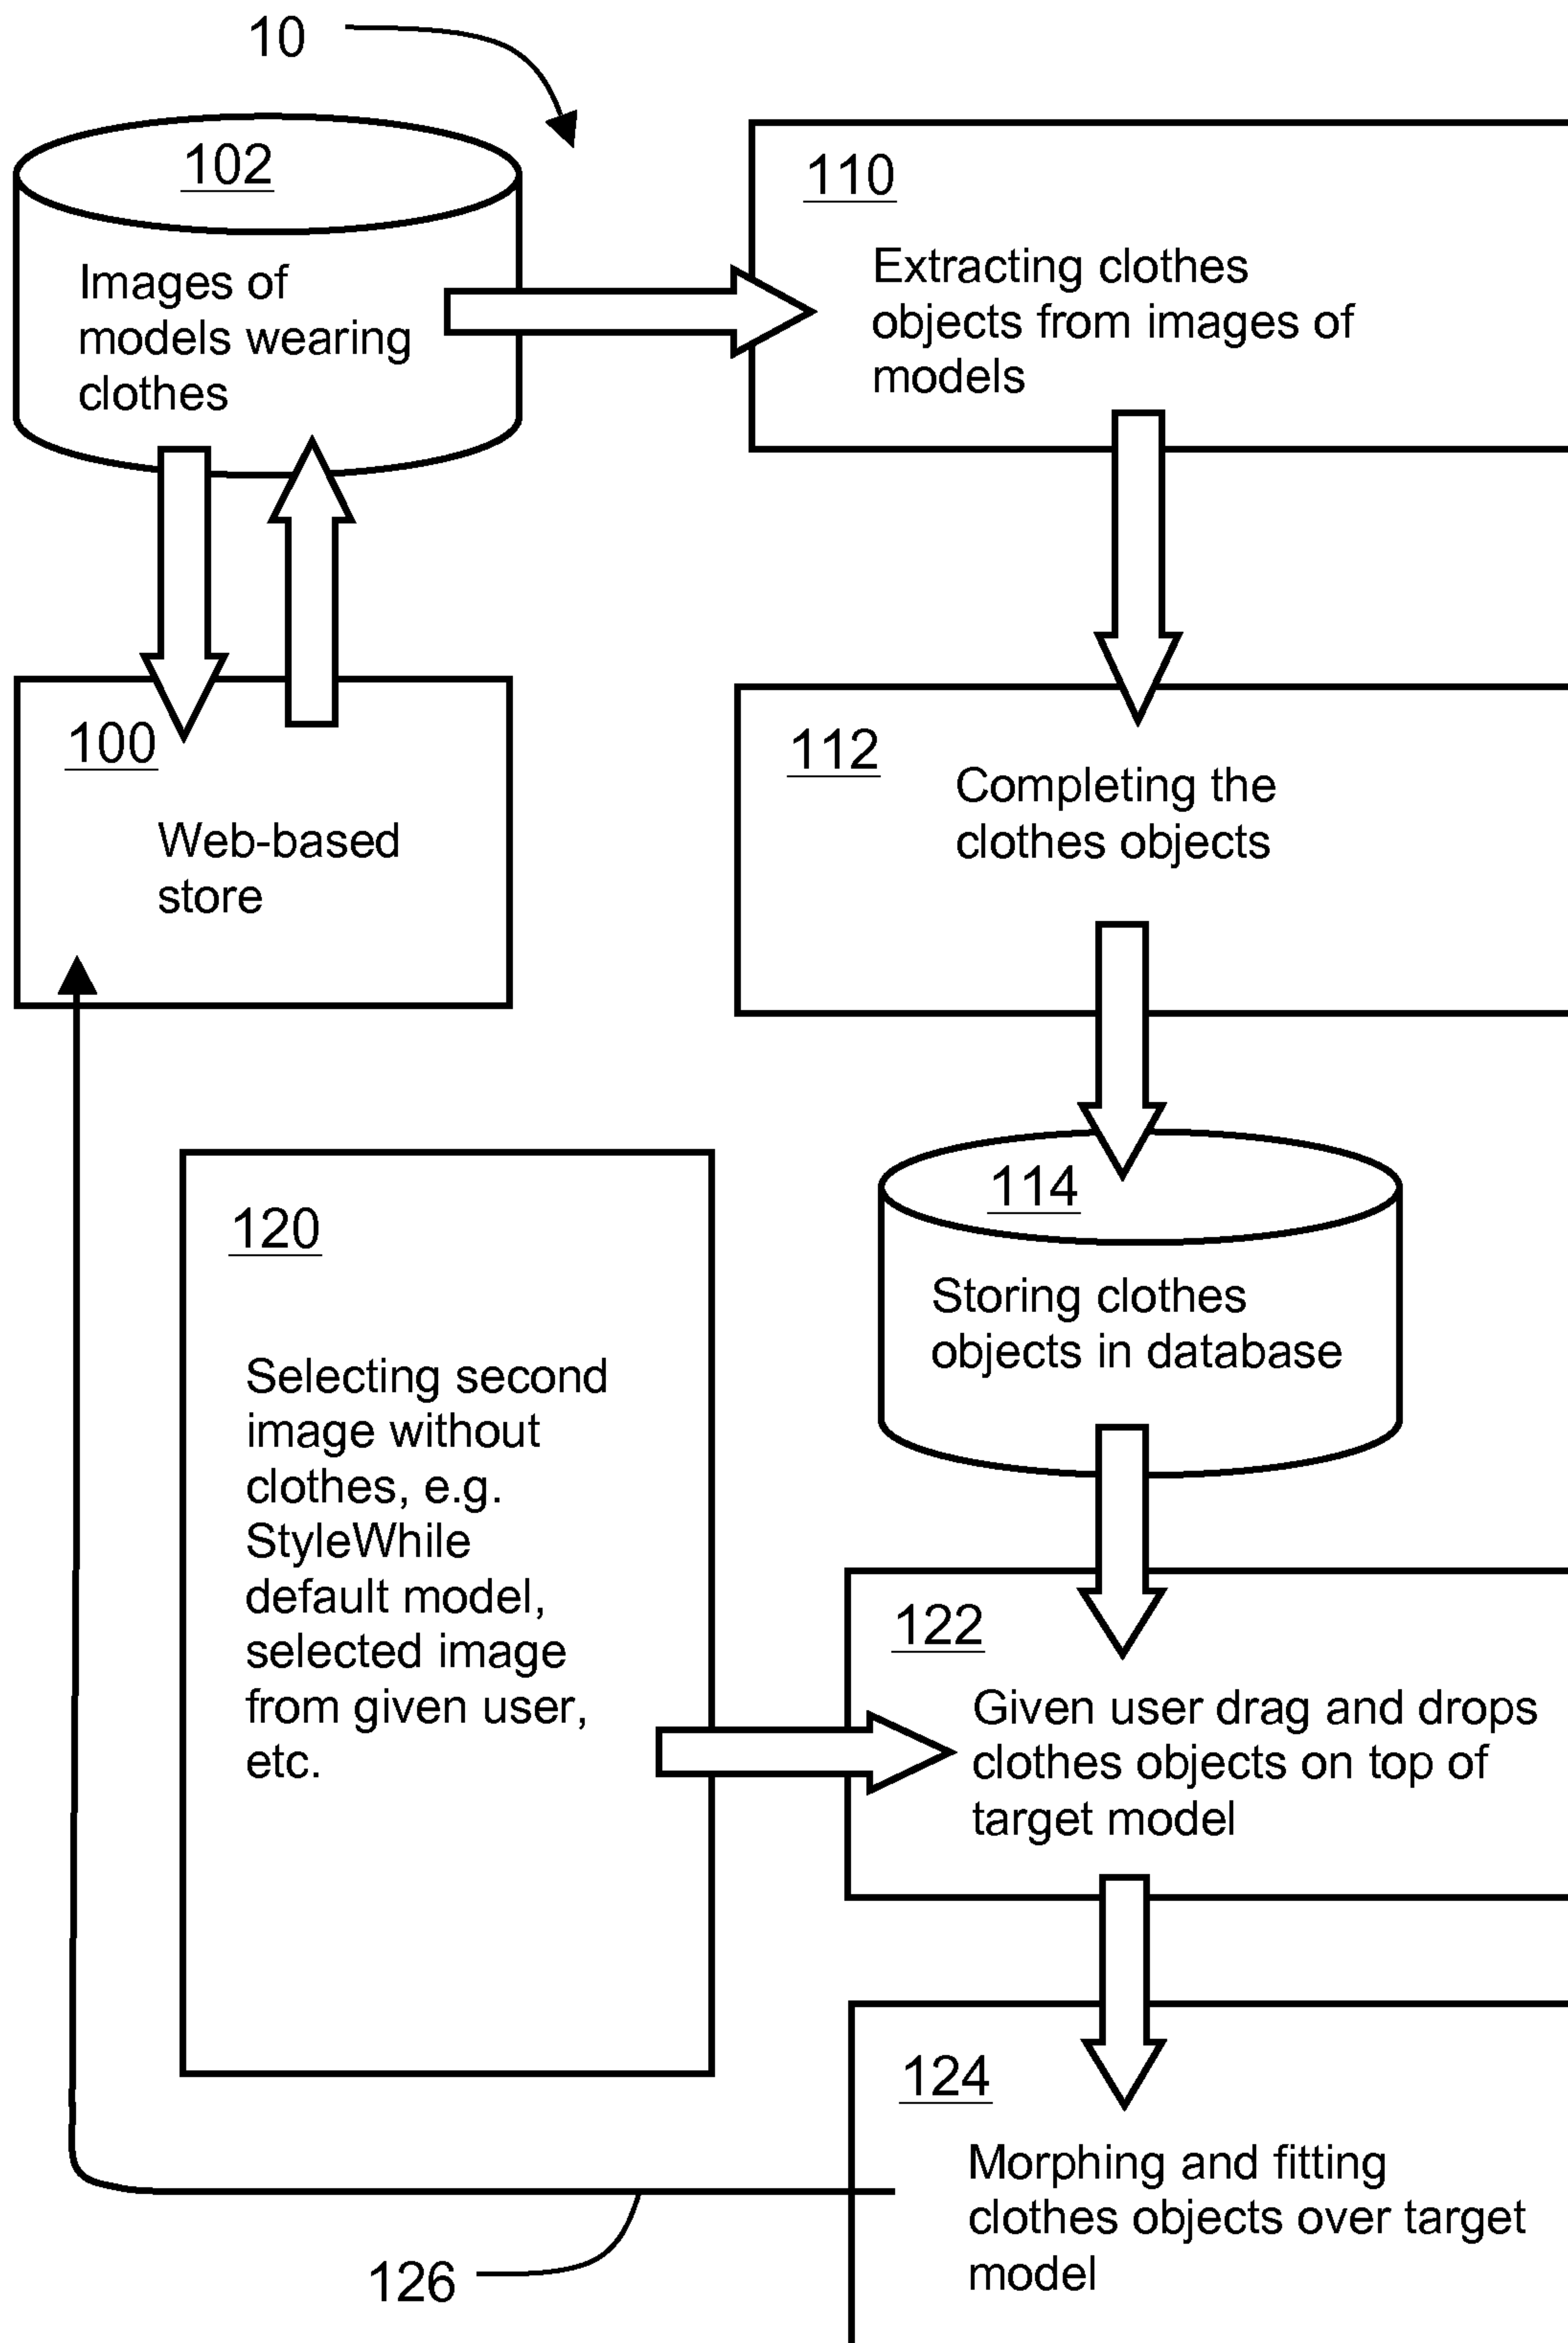 10
102
Images of
models wearing
clothes
110
Extracting clothes
objects from images of
models
100
Web-based
store
112
Completing the
clothes objects
114
Storing clothes
objects in database
120
Selecting second
image without
clothes, e.g.
StyleWhile
default model,
selected image
from given user,
etc.
122
Given user drag and drops
clothes objects on top of
target model
124
Morphing and fitting
clothes objects over target
model
126